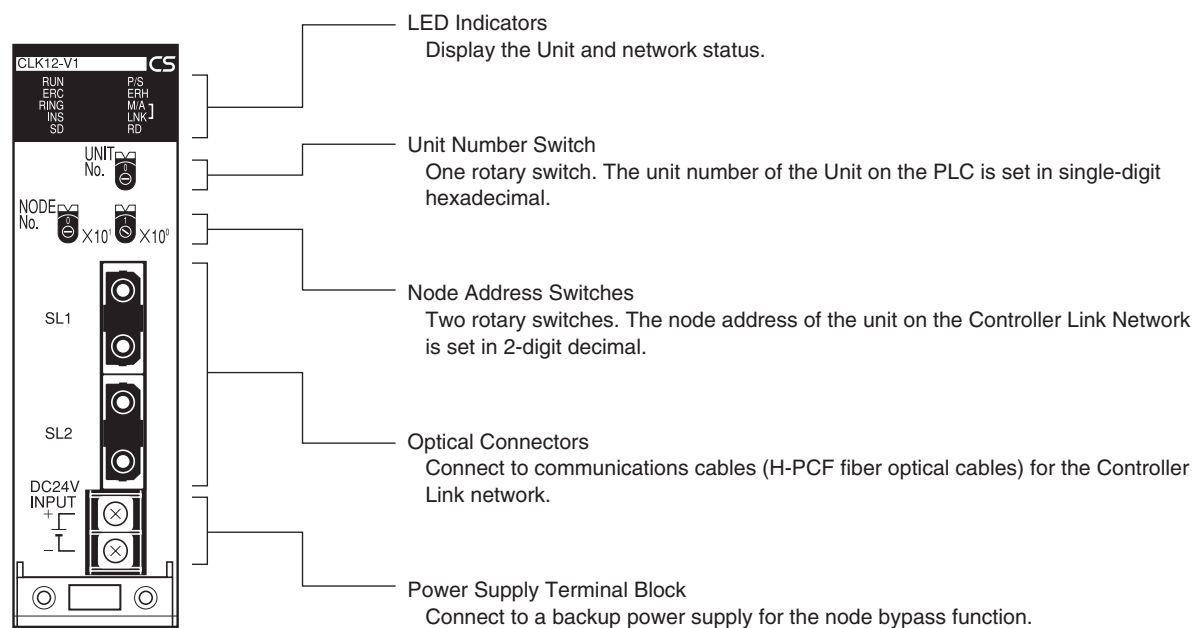 LED Indicators
Display the Unit and network status.
CLK12-V1 CS
RUN P/S
ERC ERH
RING M/A
INS LNK
SD RD
UNIT
No.
0
Unit Number Switch
One rotary switch. The unit number of the Unit on the PLC is set in single-digit
hexadecimal.
NODE
No.
0 X10¹ 1 X10⁰
Node Address Switches
Two rotary switches. The node address of the unit on the Controller Link Network
is set in 2-digit decimal.
SL1
SL2
Optical Connectors
Connect to communications cables (H-PCF fiber optical cables) for the Controller
Link network.
DC24V
INPUT
+
–
Power Supply Terminal Block
Connect to a backup power supply for the node bypass function.